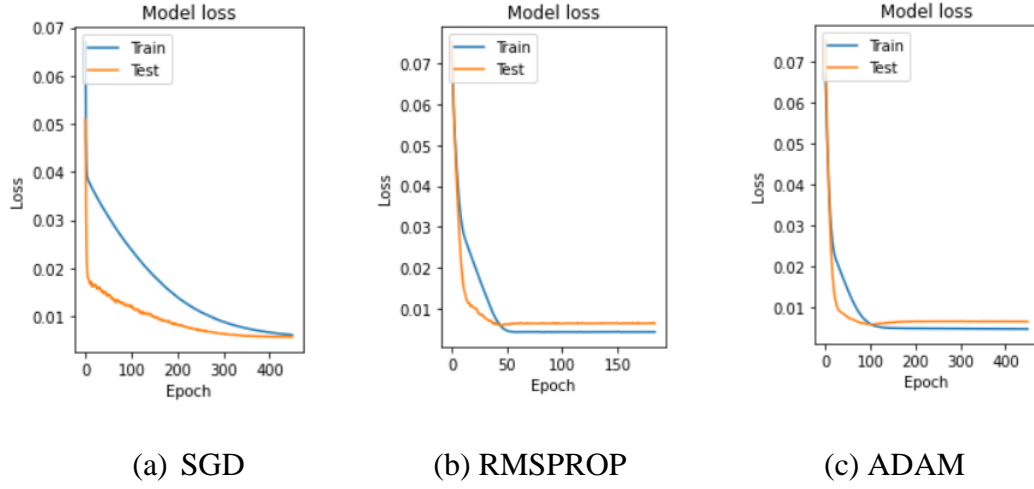 Model loss
0.07
0.06
0.05
0.04
0.03
0.02
0.01
Loss
Train
Test
0 100 200 300 400
Epoch
Model loss
0.07
0.06
0.05
0.04
0.03
0.02
0.01
Loss
Train
Test
0 50 100 150
Epoch
Model loss
0.07
0.06
0.05
0.04
0.03
0.02
0.01
Loss
Train
Test
0 100 200 300 400
Epoch
(a) SGD
(b) RMSPROP
(c) ADAM